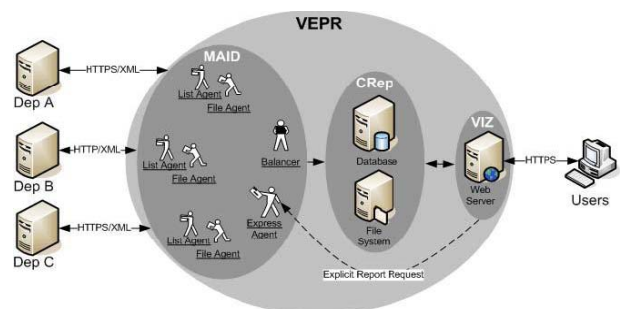 VEPR
MAID
CRep
VIZ
Dep A
HTTPS/XML
List Agent
File Agent
Dep B
HTTP/XML
List Agent
File Agent
Dep C
HTTPS/XML
List Agent
File Agent
Balancer
Express
Agent
Database
File
System
Web
Server
HTTPS
Users
Explicit Report Request